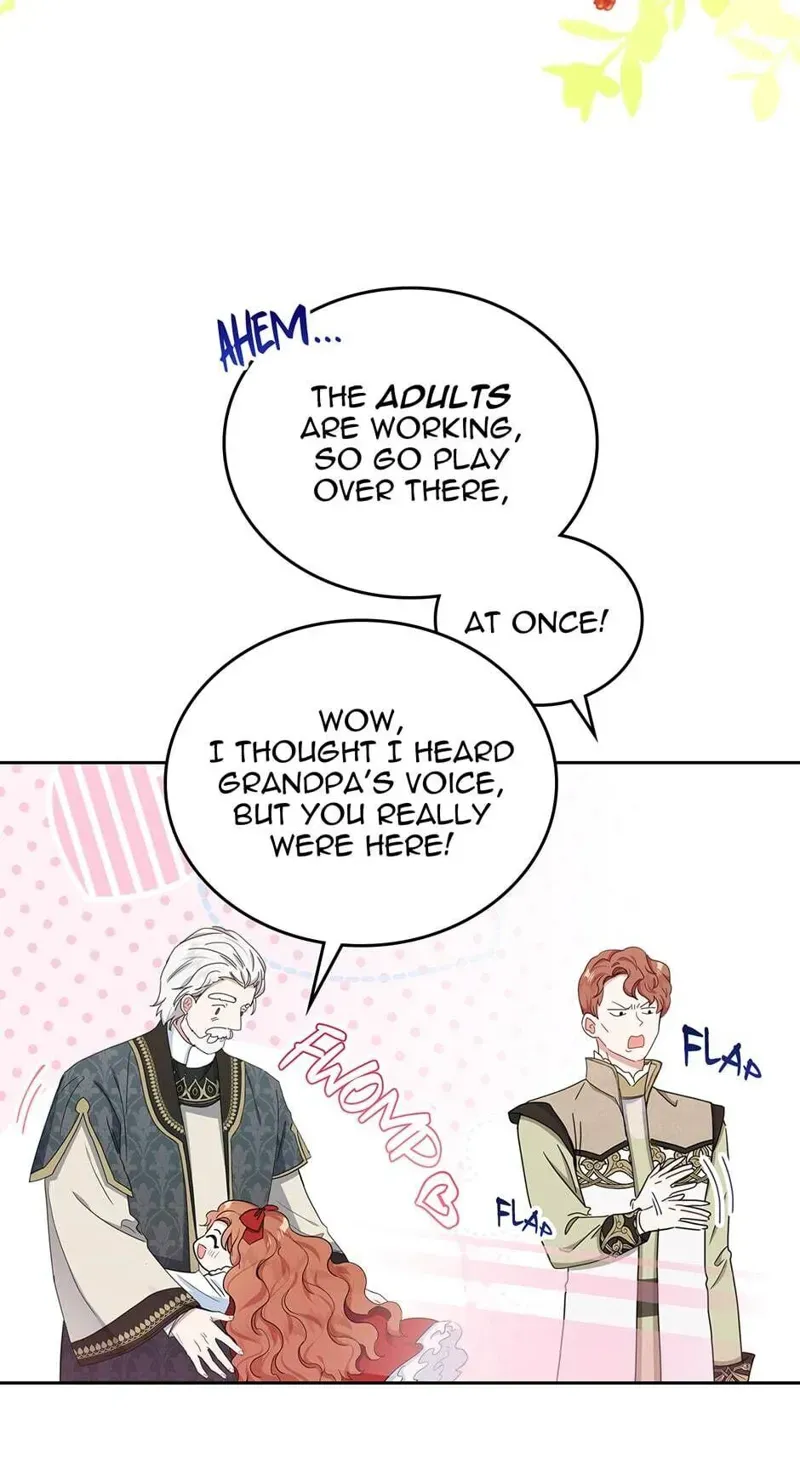 AHEM...
THE ADULTS
ARE WORKING,
SO GO PLAY
OVER THERE,
AT ONCE!
WOW,
I THOUGHT I HEARD
GRANDPA'S VOICE,
BUT YOU REALLY
WERE HERE!
FWOMP♡
FLAP
FLAP